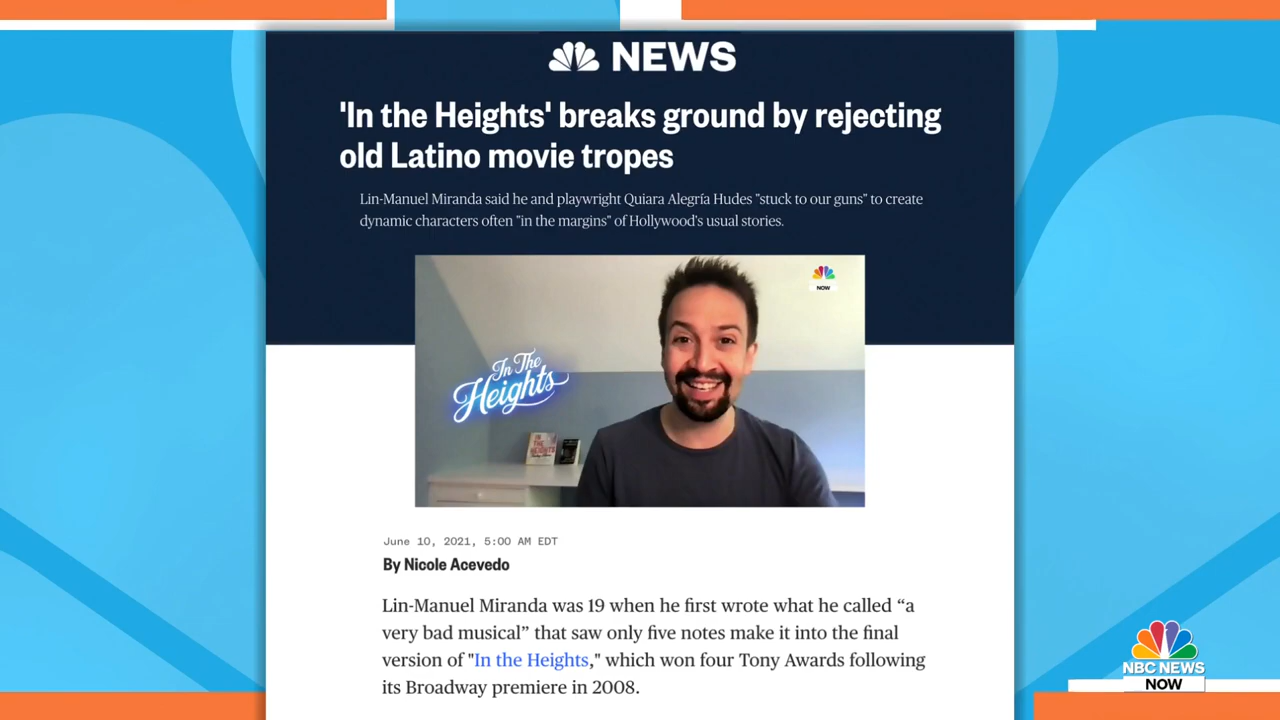 NEWS
'In the Heights' breaks ground by rejecting
old Latino movie tropes
Lin-Manuel Miranda said he and playwright Quiara Alegría Hudes "stuck to our guns" to create
dynamic characters often "in the margins" of Hollywood's usual stories.
NOW
In The
Heights
IN
THE
HEIGHTS
June 10, 2021, 5:00 AM EDT
By Nicole Acevedo
Lin-Manuel Miranda was 19 when he first wrote what he called “a
very bad musical” that saw only five notes make it into the final
version of "In the Heights," which won four Tony Awards following
its Broadway premiere in 2008.
NBC NEWS
NOW